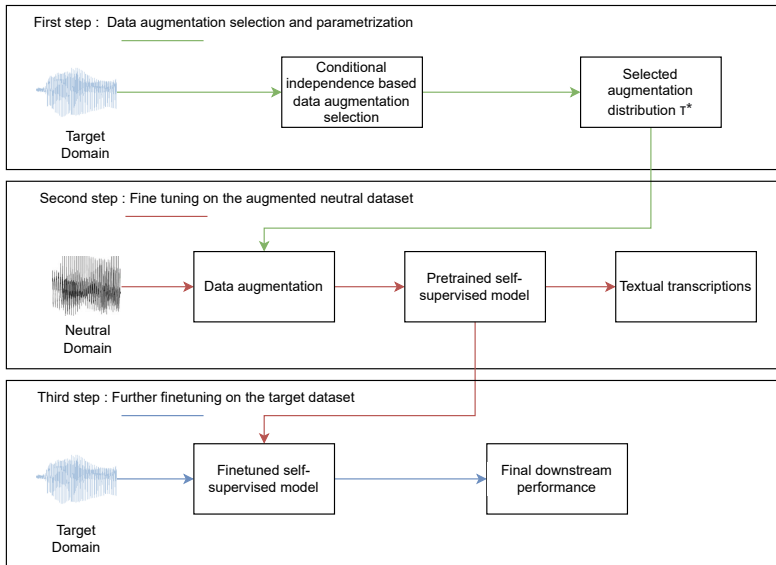 First step :  Data augmentation selection and parametrization
Target
Domain
Conditional
independence based
data augmentation
selection
Selected
augmentation
distribution τ*
Second step : Fine tuning on the augmented neutral dataset
Neutral
Domain
Data augmentation
Pretrained self-
supervised model
Textual transcriptions
Third step : Further finetuning on the target dataset
Target
Domain
Finetuned self-
supervised model
Final downstream
performance